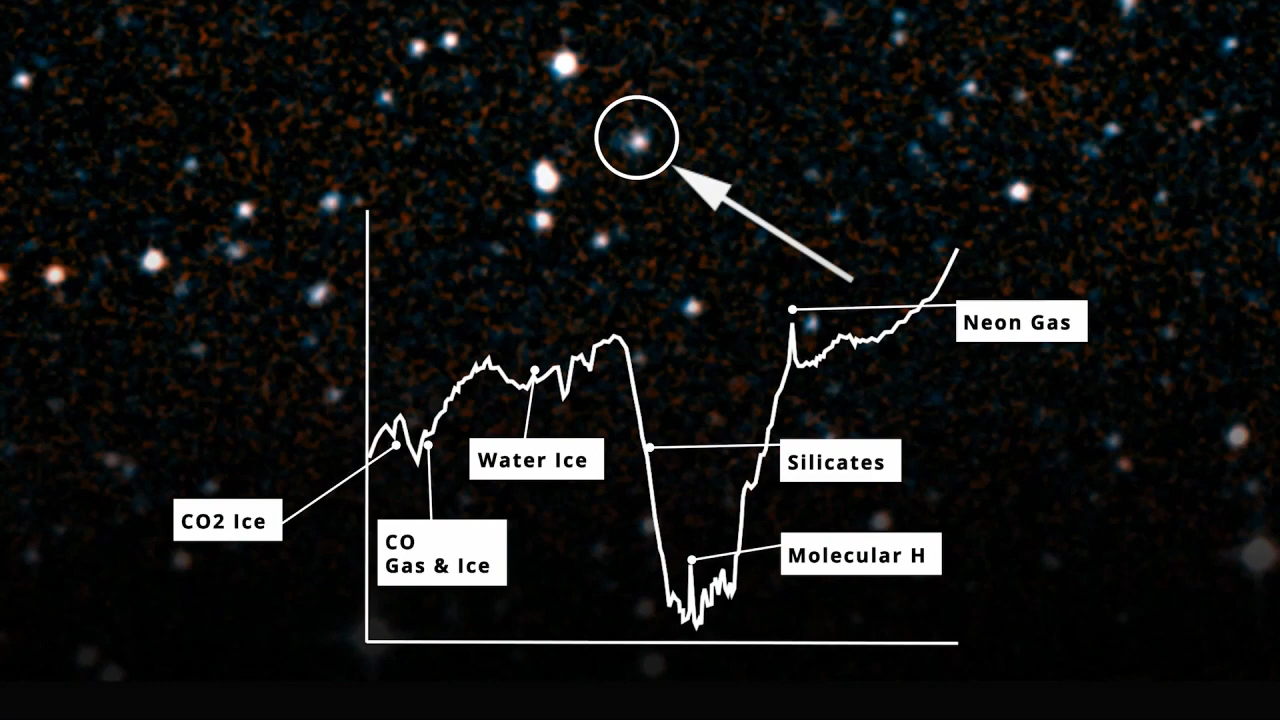 Neon Gas
Water Ice
Silicates
CO2 Ice
CO
Gas & Ice
Molecular H